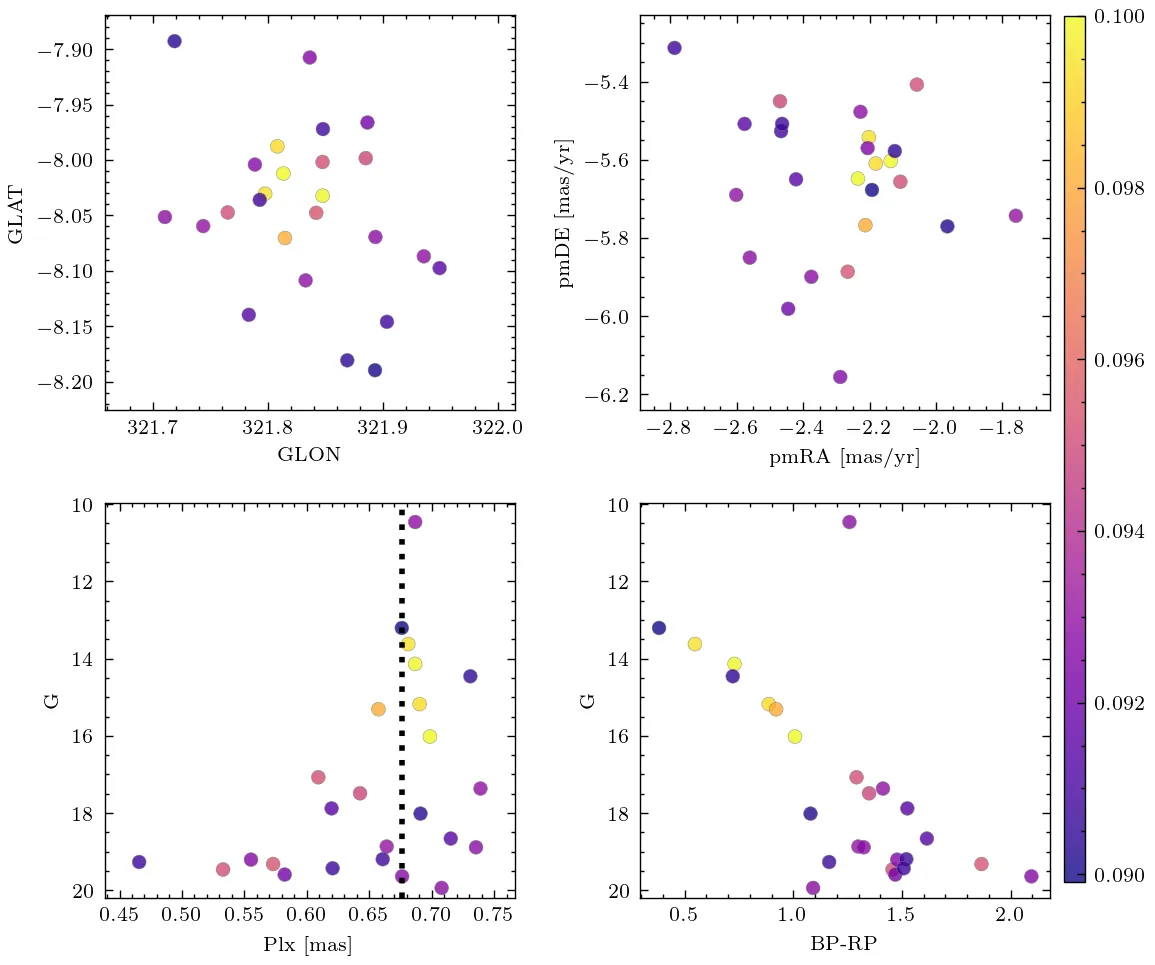 −7.90
−7.95
−8.00
−8.05
−8.10
−8.15
−8.20
GLAT
321.7 321.8 321.9 322.0
GLON
−5.4
−5.6
−5.8
−6.0
−6.2
pmDE [mas/yr]
−2.8 −2.6 −2.4 −2.2 −2.0 −1.8
pmRA [mas/yr]
10
12
14
16
18
20
G
0.45 0.50 0.55 0.60 0.65 0.70 0.75
Plx [mas]
10
12
14
16
18
20
G
0.5 1.0 1.5 2.0
BP-RP
0.100
0.098
0.096
0.094
0.092
0.090